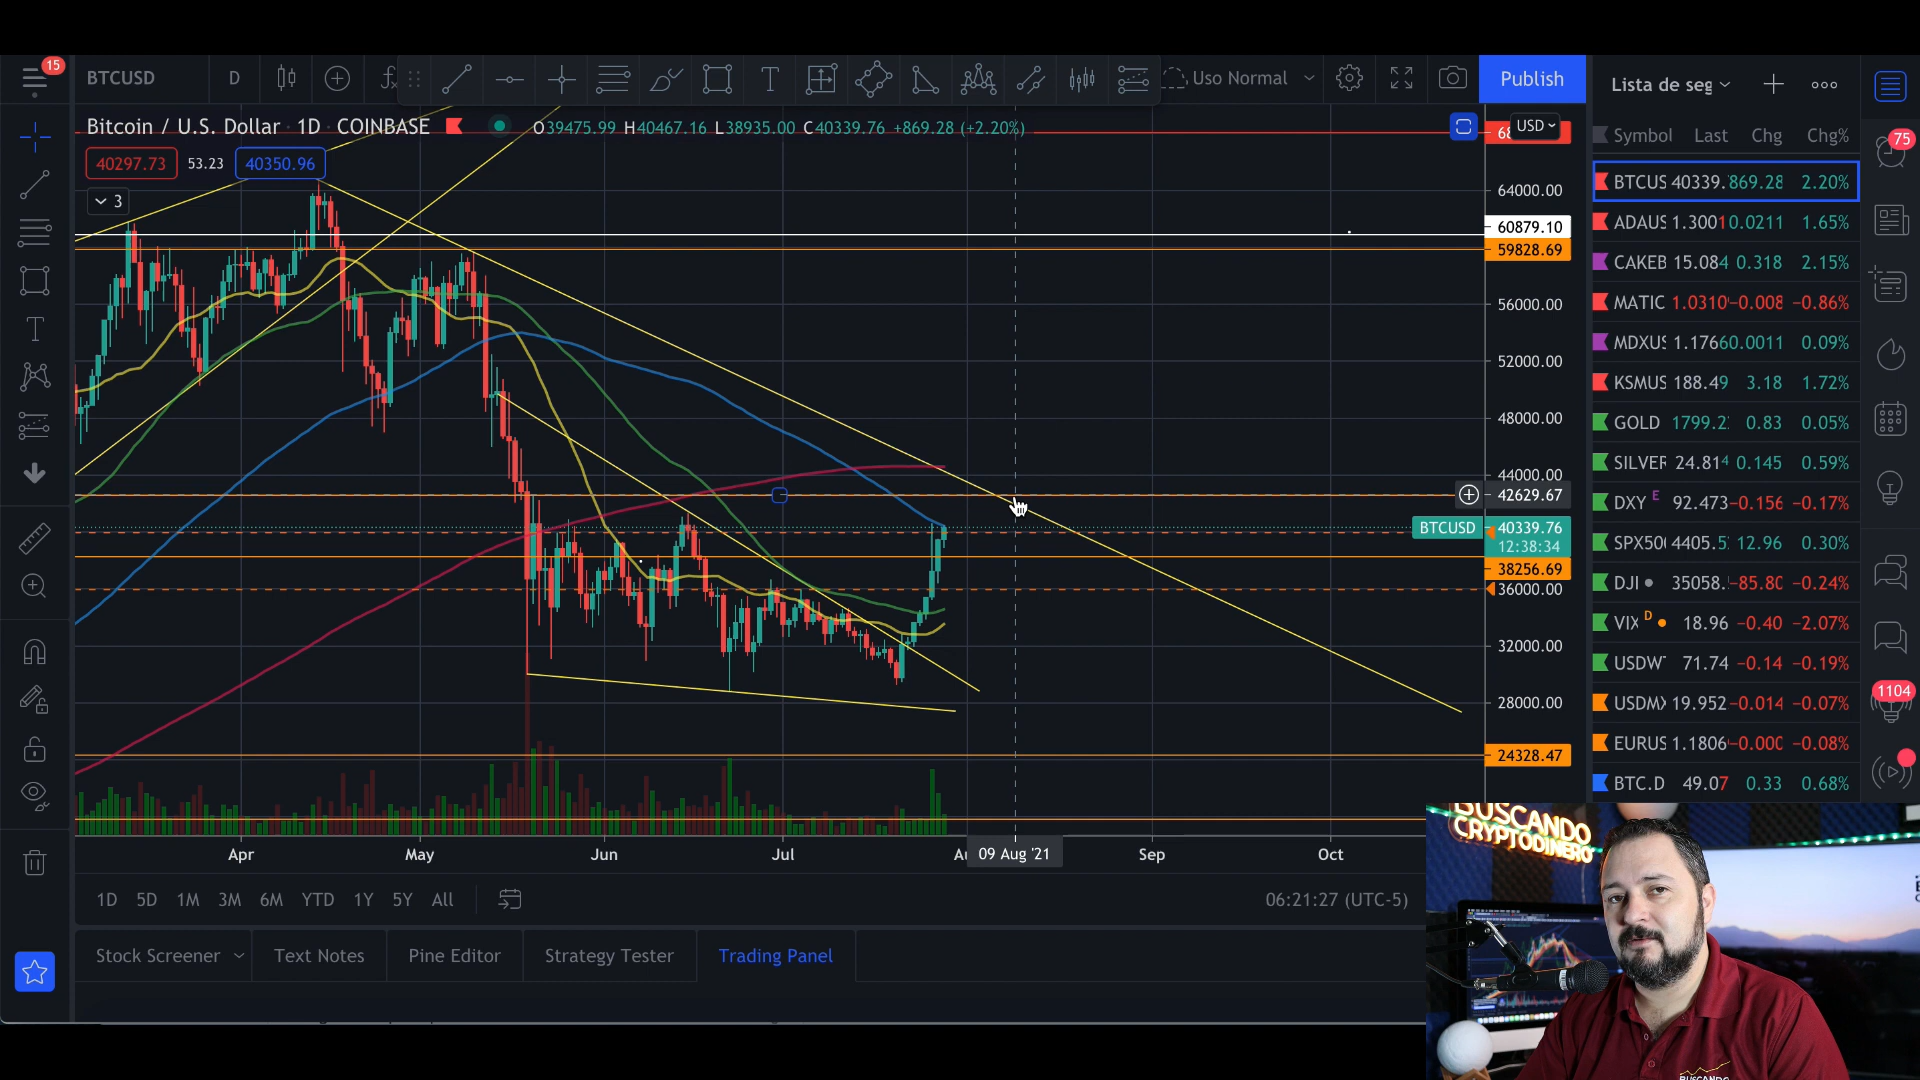 15
BTCUSD
D
Uso Normal
Publish
Lista de seg
Bitcoin / U.S. Dollar · 1D · COINBASE
O39475.99 H40467.16 L38935.00 C40339.76 +869.28 (+2.20%)
USD
40297.73
53.23
40350.96
3
64000.00
60879.10
59828.69
56000.00
52000.00
48000.00
44000.00
42629.67
BTCUSD
40339.76
12:38:34
38256.69
36000.00
32000.00
28000.00
24328.47
Apr
May
Jun
Jul
09 Aug '21
Sep
Oct
1D
5D
1M
3M
6M
YTD
1Y
5Y
All
06:21:27 (UTC-5)
Stock Screener
Text Notes
Pine Editor
Strategy Tester
Trading Panel
Symbol Last Chg Chg%
BTCUS 40339. 869.28 2.20%
ADAUS 1.3001 0.0211 1.65%
CAKEB 15.084 0.318 2.15%
MATIC 1.0310 −0.008 −0.86%
MDXUS 1.1766 0.0011 0.09%
KSMUS 188.49 3.18 1.72%
GOLD 1799.2 0.83 0.05%
SILVER 24.814 0.145 0.59%
DXY E 92.473 −0.156 −0.17%
SPX50 4405.5 12.96 0.30%
DJI 35058. −85.80 −0.24%
VIX D 18.96 −0.40 −2.07%
USDW 71.74 −0.14 −0.19%
USDM 19.952 −0.014 −0.07%
EURUS 1.1806 −0.000 −0.08%
BTC.D 49.07 0.33 0.68%
75
1104
BUSCANDO
CRYPTODINERO
BUSCANDO